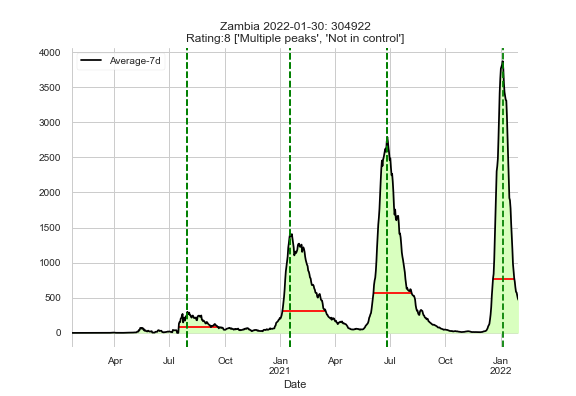 Zambia 2022-01-30: 304922
Rating:8 ['Multiple peaks', 'Not in control']
Average-7d
4000
3500
3000
2500
2000
1500
1000
500
0
Apr Jul Oct Jan Apr Jul Oct Jan
2021 2022
Date